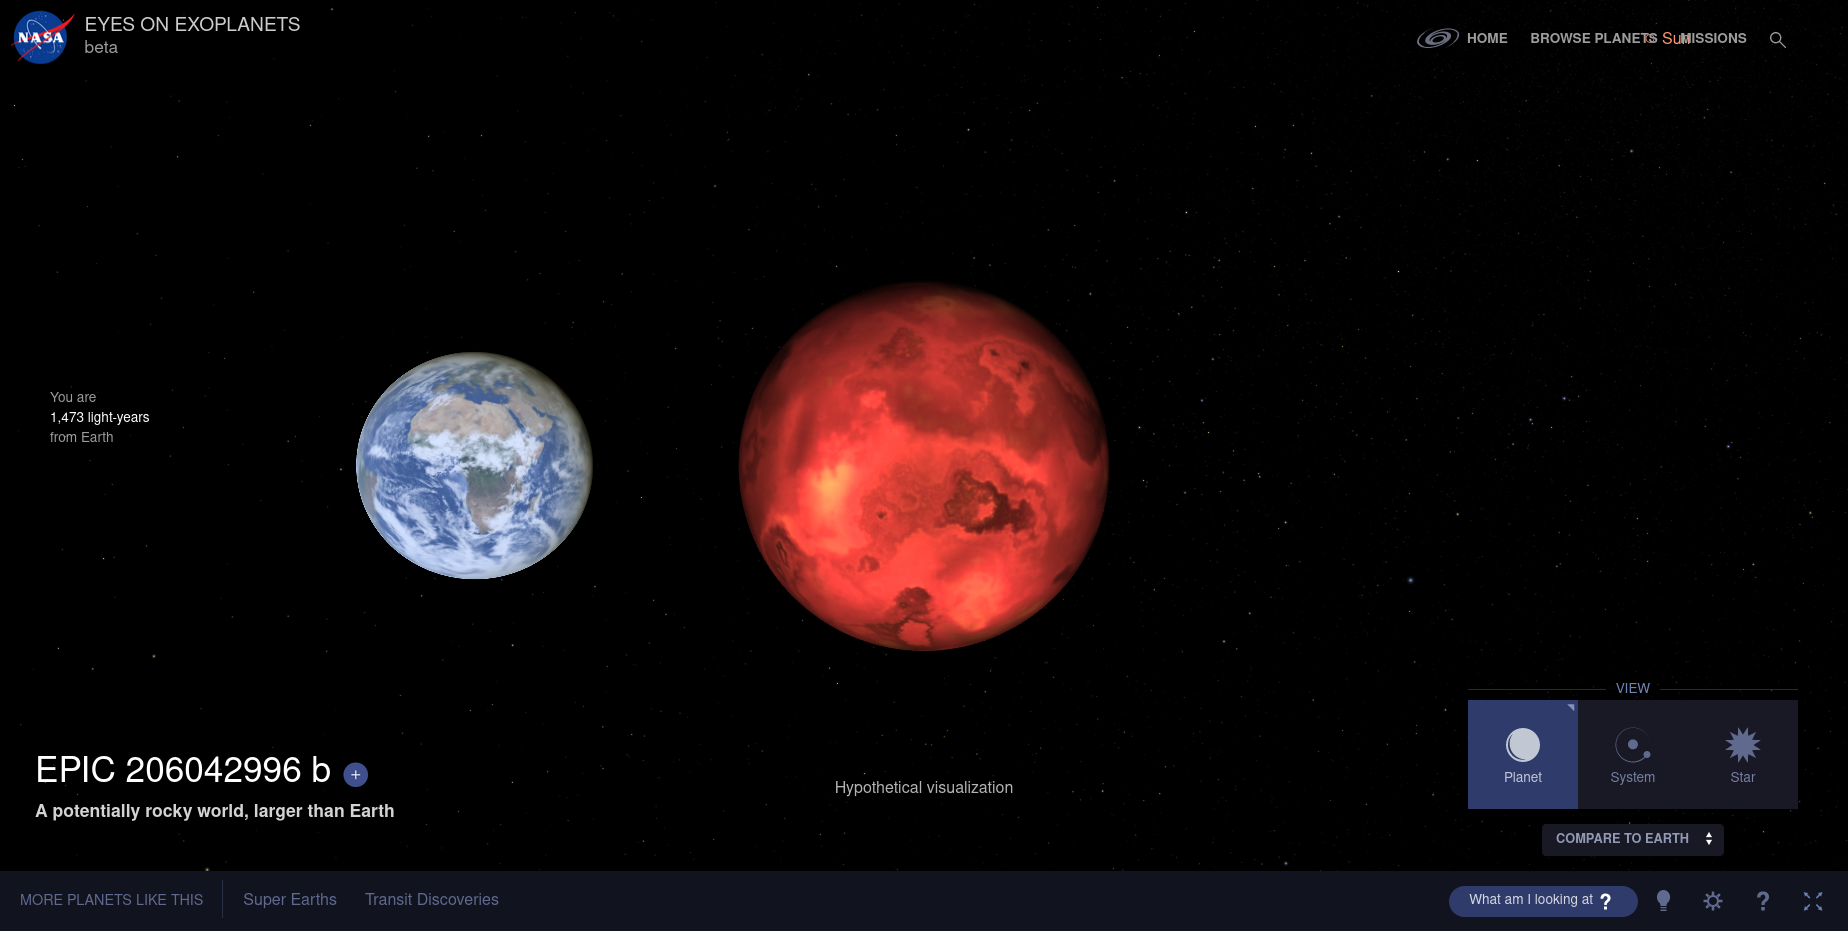 NASA
EYES ON EXOPLANETS
beta
HOME
BROWSE PLANETS
Sun
MISSIONS
You are
1,473 light-years
from Earth
VIEW
Planet
System
Star
EPIC 206042996 b +
A potentially rocky world, larger than Earth
Hypothetical visualization
COMPARE TO EARTH
MORE PLANETS LIKE THIS
Super Earths
Transit Discoveries
What am I looking at ?
?